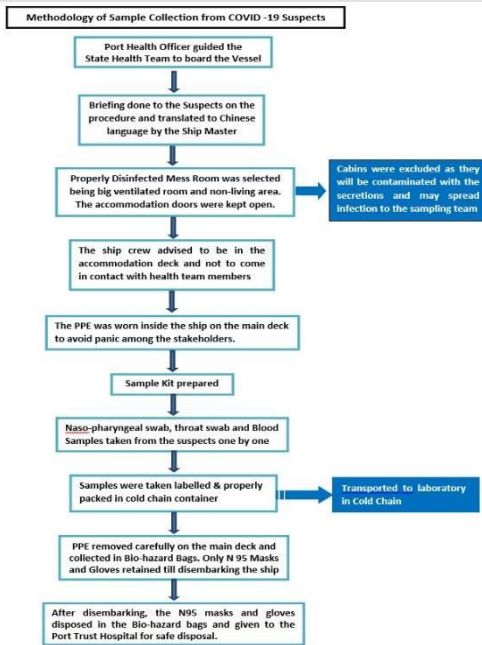 Methodology of Sample Collection from COVID -19 Suspects
Port Health Officer guided the
State Health Team to board the Vessel
Briefing done to the Suspects on the
procedure and translated to Chinese
language by the Ship Master
Properly Disinfected Mess Room was selected
being big ventilated room and non-living area.
The accommodation doors were kept open.
Cabins were excluded as they
will be contaminated with the
secretions and may spread
infection to the sampling team
The ship crew advised to be in the
accommodation deck and not to come
in contact with health team members
The PPE was worn inside the ship on the main deck
to avoid panic among the stakeholders.
Sample Kit prepared
Naso-pharyngeal swab, throat swab and Blood
Samples taken from the suspects one by one
Samples were taken labelled & properly
packed in cold chain container
Transported to laboratory
in Cold Chain
PPE removed carefully on the main deck and
collected in Bio-hazard Bags. Only N 95 Masks
and Gloves retained till disembarking the ship
After disembarking, the N95 masks and gloves
disposed in the Bio-hazard bags and given to the
Port Trust Hospital for safe disposal.